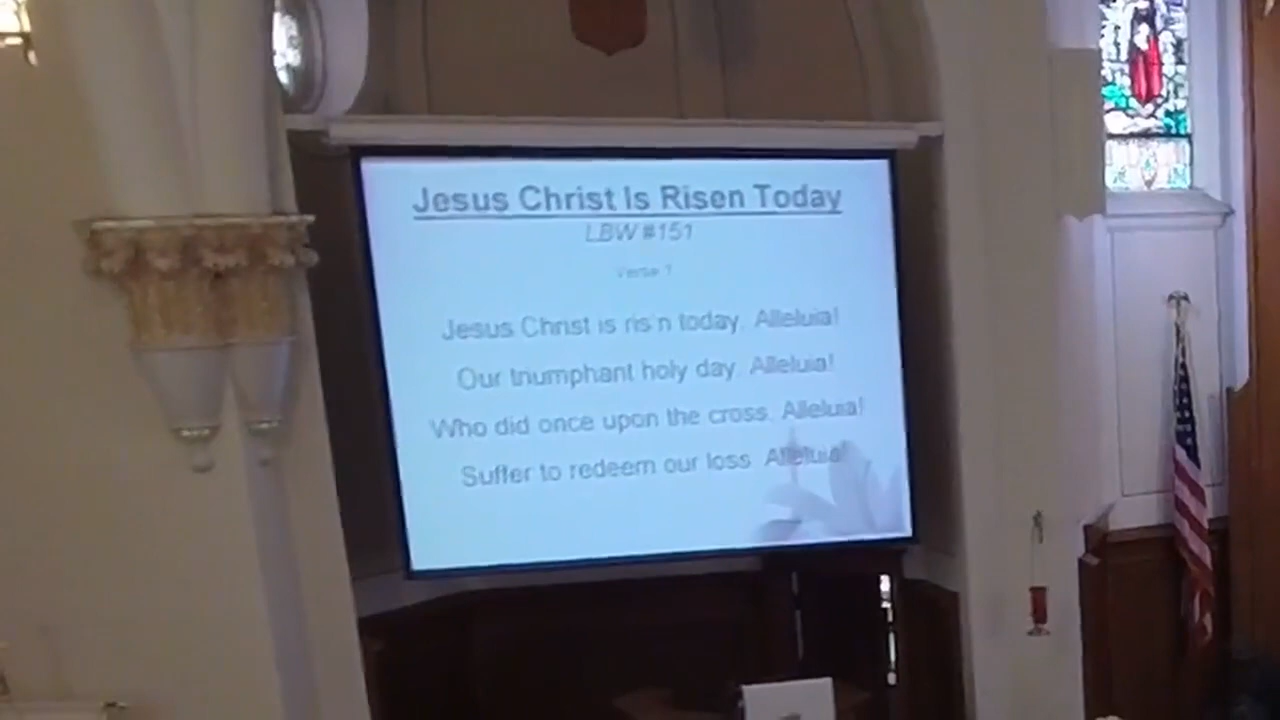 Jesus Christ Is Risen Today
LBW #151
Verse 1
Jesus Christ is ris'n today, Alleluia!
Our triumphant holy day, Alleluia!
Who did once upon the cross, Alleluia!
Suffer to redeem our loss. Alleluia!